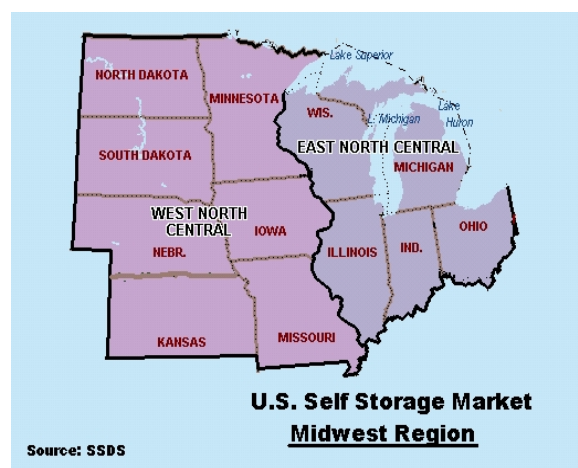 Lake Superior
NORTH DAKOTA
MINNESOTA
WIS.
L. Michigan
Lake
Huron
EAST NORTH CENTRAL
SOUTH DAKOTA
MICHIGAN
WEST NORTH
CENTRAL
NEBR.
IOWA
ILLINOIS
IND.
OHIO
KANSAS
MISSOURI
U.S. Self Storage Market
Midwest Region
Source: SSDS